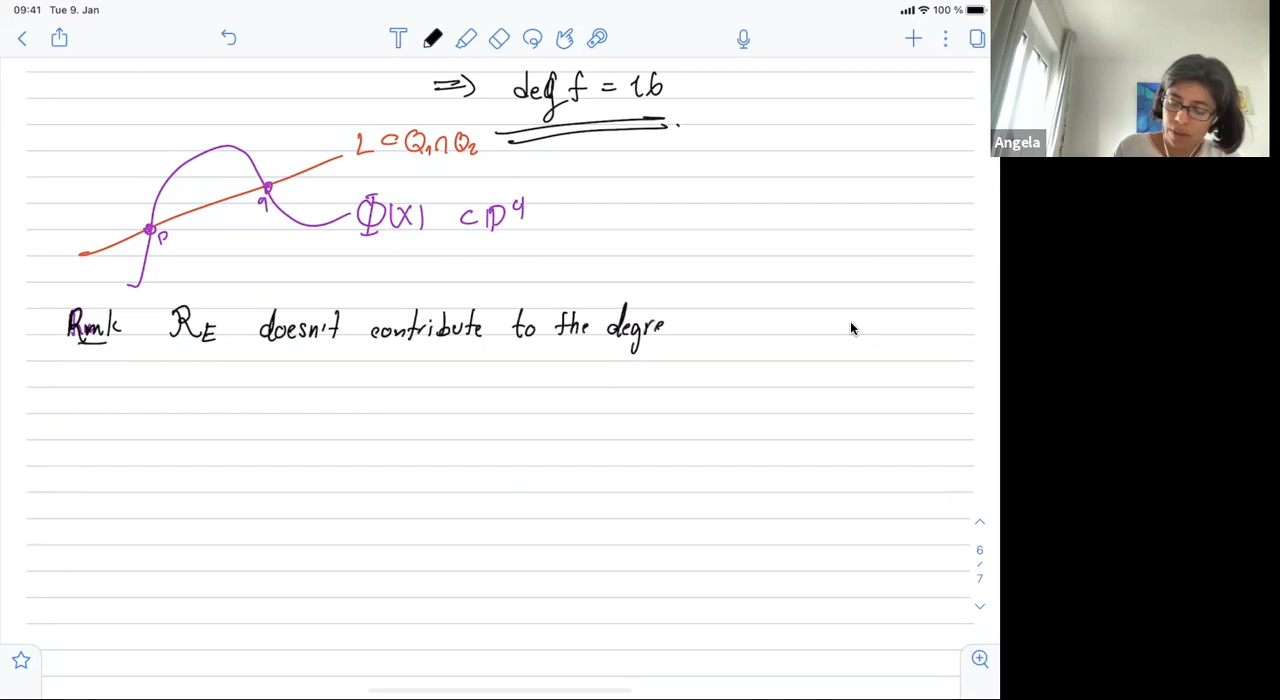 09:41 Tue 9. Jan 100 %
⇒ deg f = 16
L ⊂ Q₁∩Q₂
q
Φ(X) ⊂ ℙ⁴
p
Angela
Rmk R_E doesn't contribute to the degre
6
7